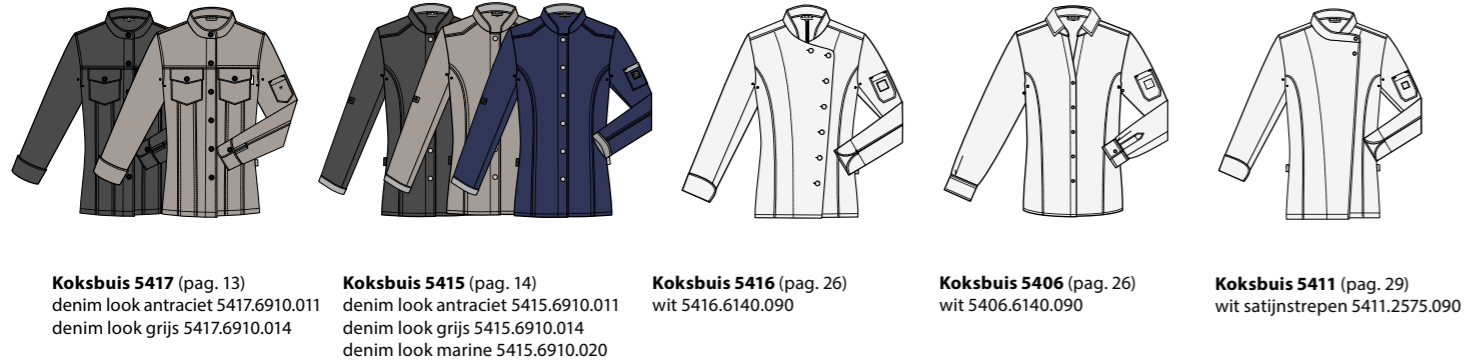 Koksbuis 5417 (pag. 13)
denim look antraciet 5417.6910.011
denim look grijs 5417.6910.014
Koksbuis 5415 (pag. 14)
denim look antraciet 5415.6910.011
denim look grijs 5415.6910.014
denim look marine 5415.6910.020
Koksbuis 5416 (pag. 26)
wit 5416.6140.090
Koksbuis 5406 (pag. 26)
wit 5406.6140.090
Koksbuis 5411 (pag. 29)
wit satijnstrepen 5411.2575.090